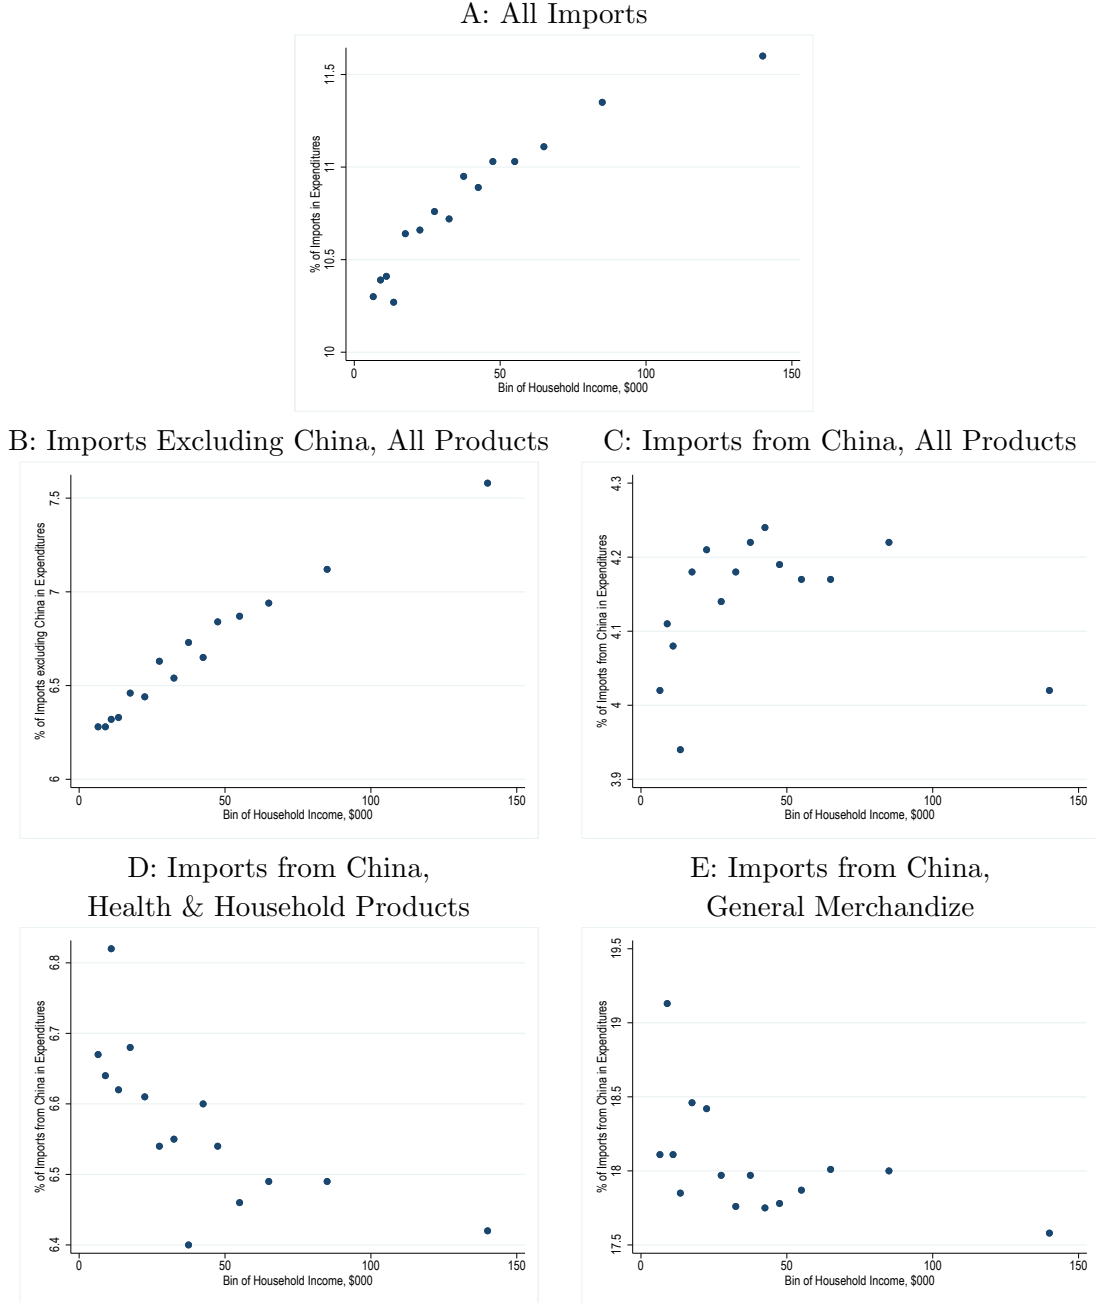 A: All Imports
% of Imports in Expenditures
11.5
11
10.5
10
0 50 100 150
Bin of Household Income, $000
B: Imports Excluding China, All Products
% of Imports excluding China in Expenditures
7.5
7
6.5
6
0 50 100 150
Bin of Household Income, $000
C: Imports from China, All Products
% of Imports from China in Expenditures
4.3
4.2
4.1
4
3.9
0 50 100 150
Bin of Household Income, $000
D: Imports from China,
Health & Household Products
% of Imports from China in Expenditures
6.8
6.7
6.6
6.5
6.4
0 50 100 150
Bin of Household Income, $000
E: Imports from China,
General Merchandize
% of Imports from China in Expenditures
19.5
19
18.5
18
17.5
0 50 100 150
Bin of Household Income, $000